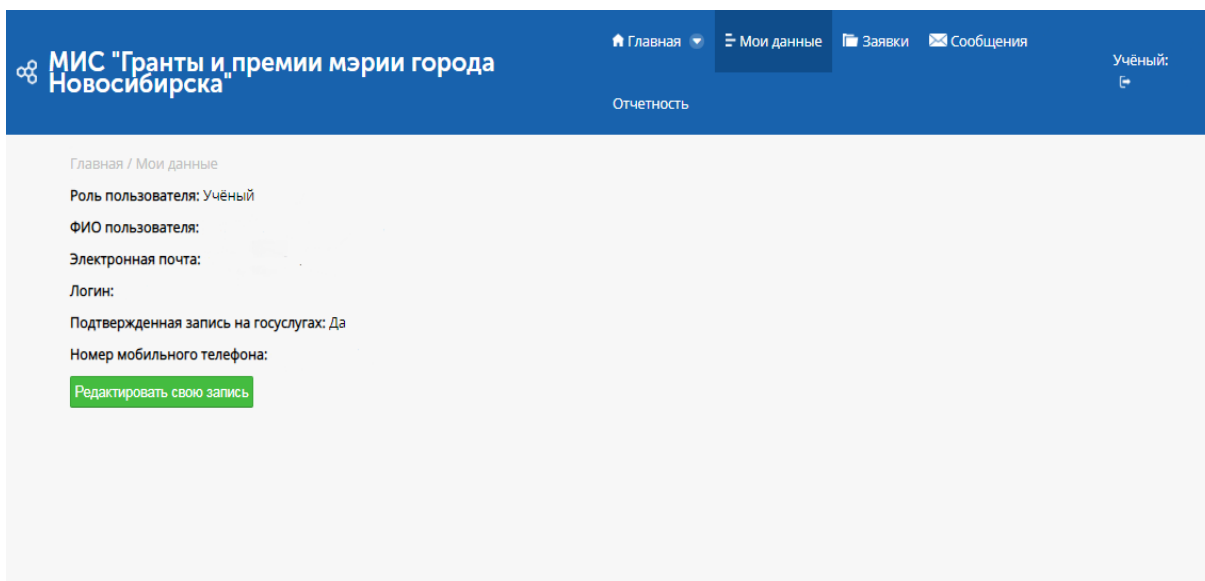 МИС "Гранты и премии мэрии города
Новосибирска"
Главная
Мои данные
Заявки
Сообщения
Отчетность
Учёный:
Главная / Мои данные
Роль пользователя: Учёный
ФИО пользователя:
Электронная почта:
Логин:
Подтвержденная запись на госуслугах: Да
Номер мобильного телефона:
Редактировать свою запись